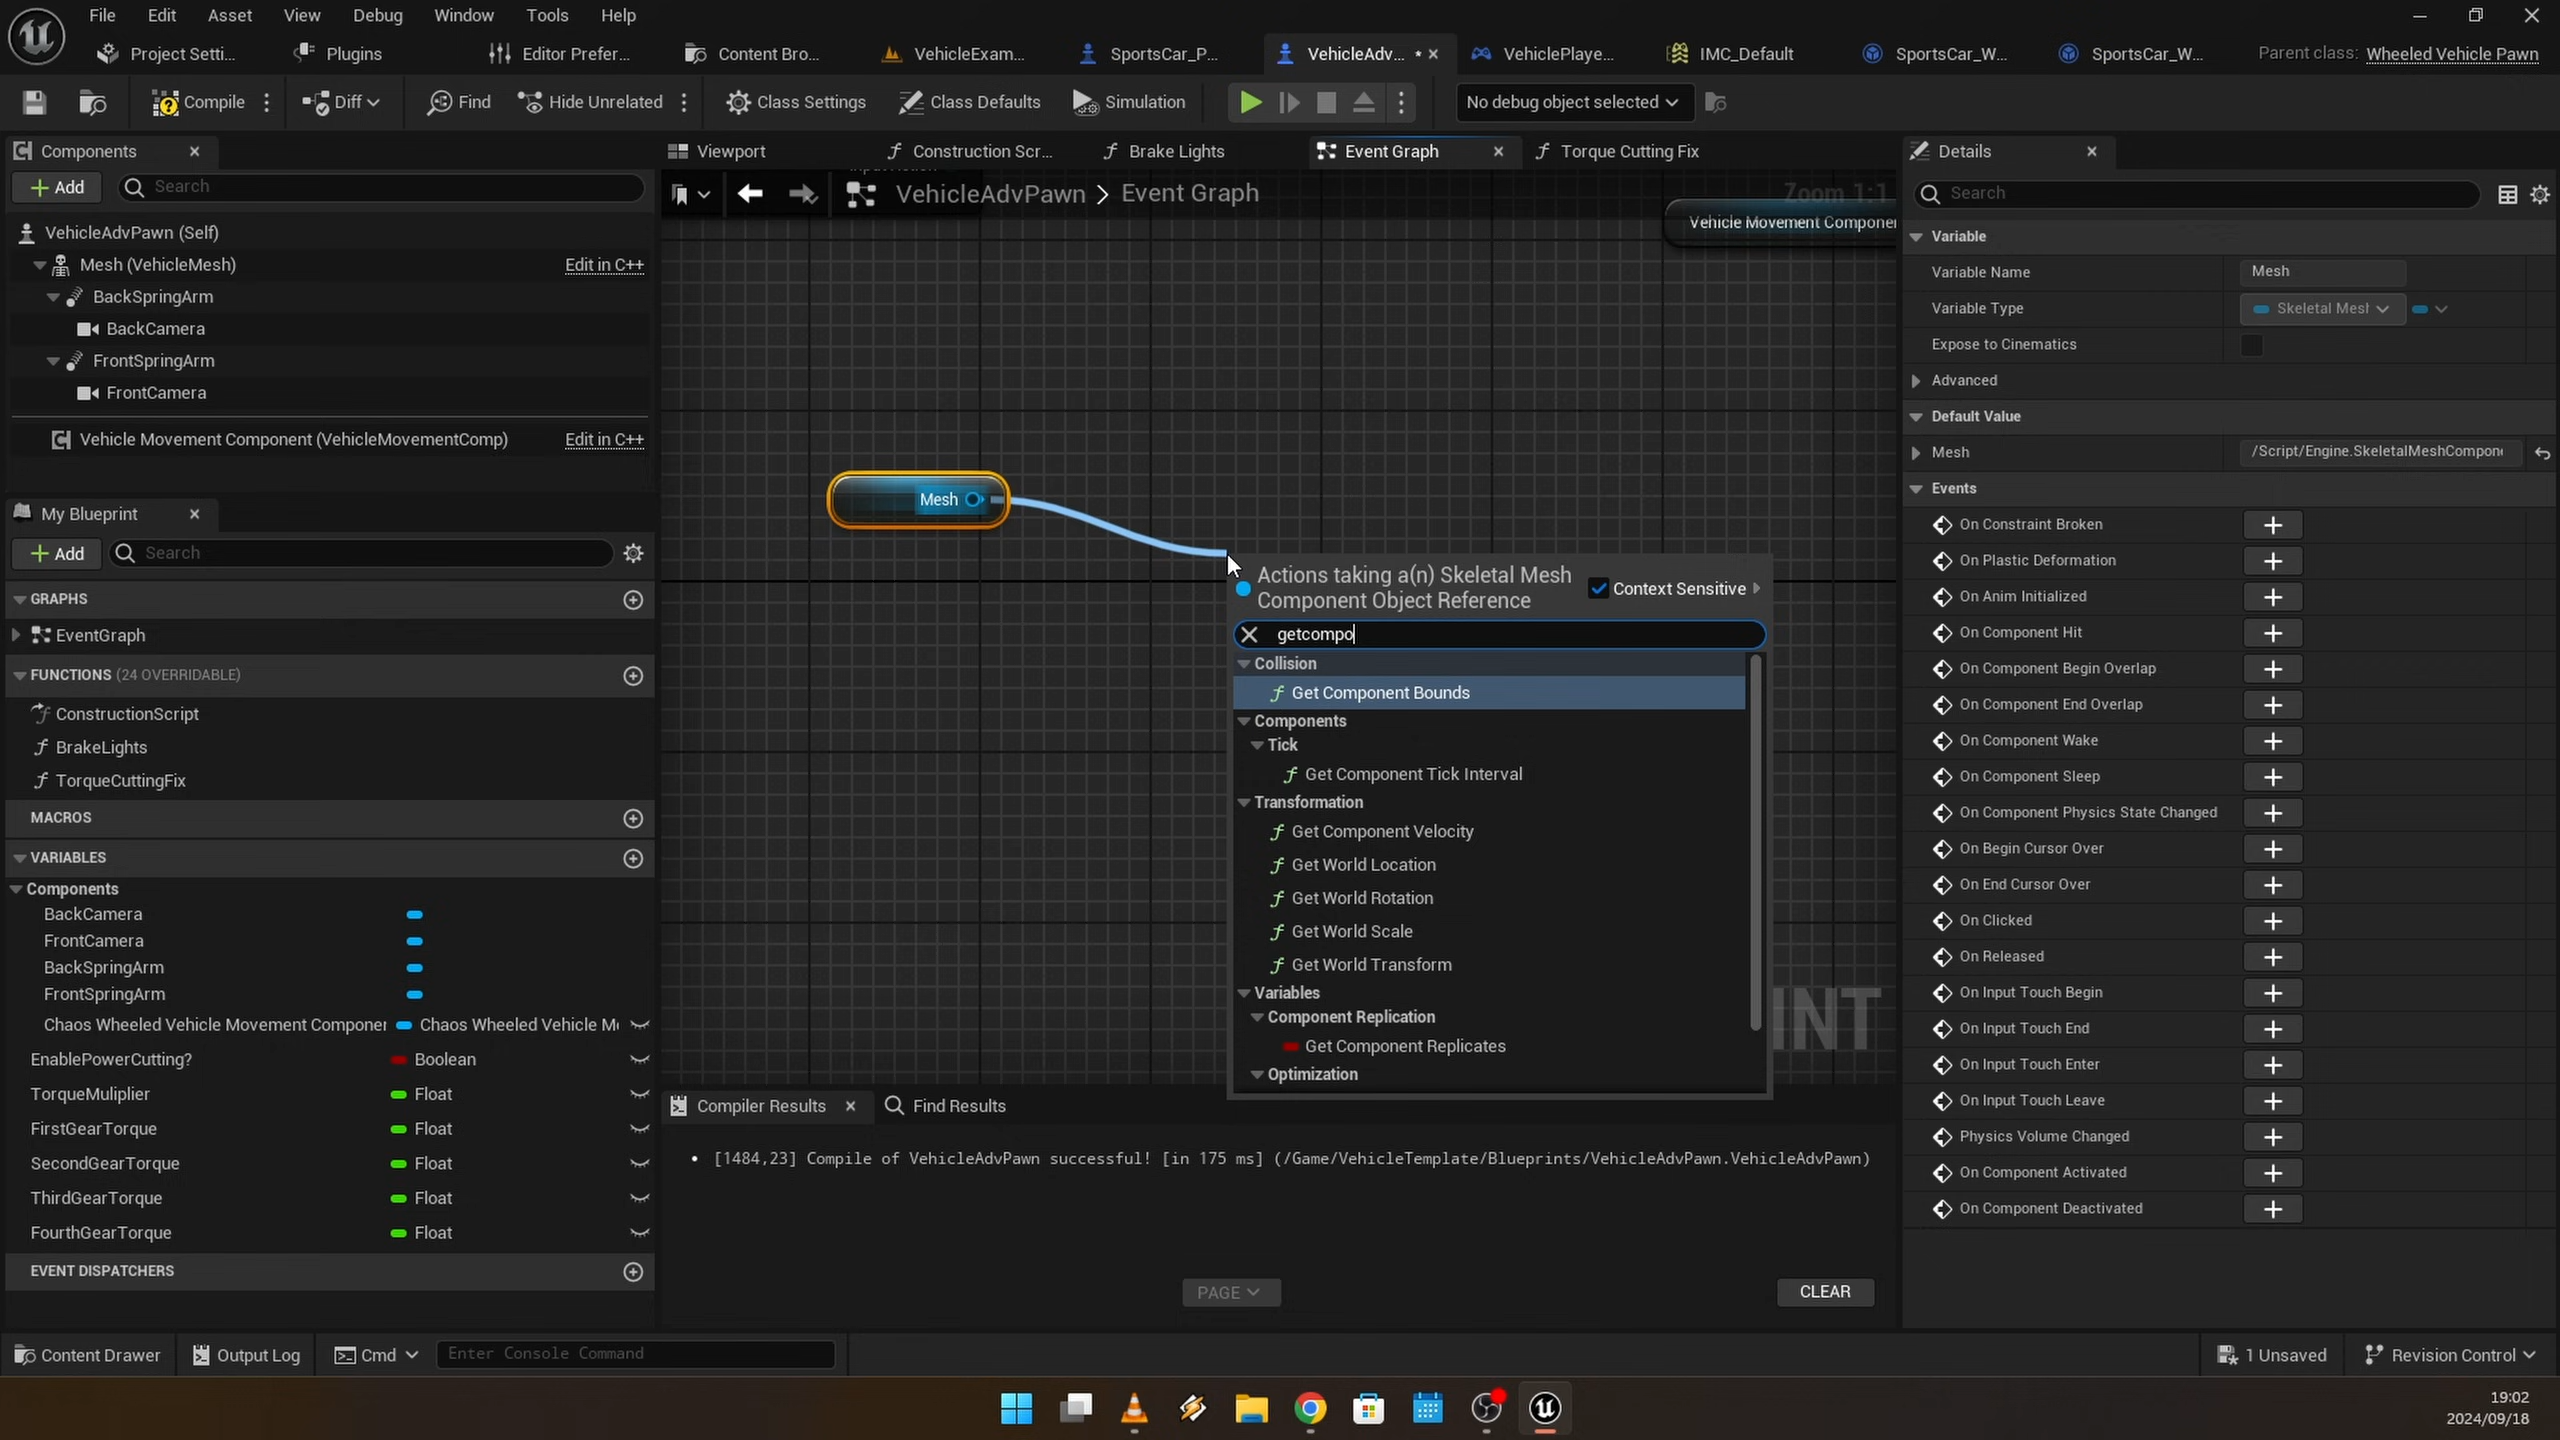 File Edit Asset View Debug Window Tools Help
Project Setti... Plugins Editor Prefer... Content Bro... VehicleExam... SportsCar_P... VehicleAdv... * VehiclePlaye... IMC_Default SportsCar_W... SportsCar_W... Parent class: Wheeled Vehicle Pawn
Compile Diff Find Hide Unrelated Class Settings Class Defaults Simulation No debug object selected
Components
Add Search
VehicleAdvPawn (Self)
Mesh (VehicleMesh) Edit in C++
BackSpringArm
BackCamera
FrontSpringArm
FrontCamera
Vehicle Movement Component (VehicleMovementComp) Edit in C++
My Blueprint
Add Search
GRAPHS
EventGraph
FUNCTIONS (24 OVERRIDABLE)
ConstructionScript
BrakeLights
TorqueCuttingFix
MACROS
VARIABLES
Components
BackCamera
FrontCamera
BackSpringArm
FrontSpringArm
Chaos Wheeled Vehicle Movement Componer Chaos Wheeled Vehicle M
EnablePowerCutting? Boolean
TorqueMuliplier Float
FirstGearTorque Float
SecondGearTorque Float
ThirdGearTorque Float
FourthGearTorque Float
EVENT DISPATCHERS
Viewport Construction Scr... Brake Lights Event Graph Torque Cutting Fix
VehicleAdvPawn > Event Graph
Zoom 1:1
Vehicle Movement Componer
Mesh
Actions taking a(n) Skeletal Mesh
Component Object Reference
Context Sensitive
getcompo
Collision
Get Component Bounds
Components
Tick
Get Component Tick Interval
Transformation
Get Component Velocity
Get World Location
Get World Rotation
Get World Scale
Get World Transform
Variables
Component Replication
Get Component Replicates
Optimization
INT
Compiler Results Find Results
• [1484,23] Compile of VehicleAdvPawn successful! [in 175 ms] (/Game/VehicleTemplate/Blueprints/VehicleAdvPawn.VehicleAdvPawn)
PAGE CLEAR
Details
Search
Variable
Variable Name Mesh
Variable Type Skeletal Mesh
Expose to Cinematics
Advanced
Default Value
Mesh /Script/Engine.SkeletalMeshCompone
Events
On Constraint Broken
On Plastic Deformation
On Anim Initialized
On Component Hit
On Component Begin Overlap
On Component End Overlap
On Component Wake
On Component Sleep
On Component Physics State Changed
On Begin Cursor Over
On End Cursor Over
On Clicked
On Released
On Input Touch Begin
On Input Touch End
On Input Touch Enter
On Input Touch Leave
Physics Volume Changed
On Component Activated
On Component Deactivated
Content Drawer Output Log Cmd Enter Console Command 1 Unsaved Revision Control
19:02
2024/09/18